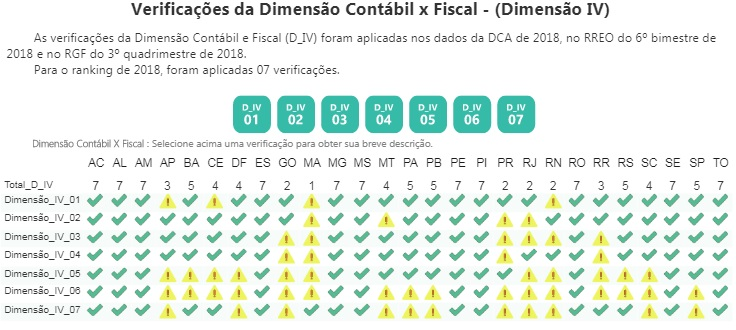 Verificações da Dimensão Contábil x Fiscal - (Dimensão IV)
As verificações da Dimensão Contábil e Fiscal (D_IV) foram aplicadas nos dados da DCA de 2018, no RREO do 6º bimestre de
2018 e no RGF do 3º quadrimestre de 2018.
Para o ranking de 2018, foram aplicadas 07 verificações.
D_IV D_IV D_IV D_IV D_IV D_IV D_IV
01 02 03 04 05 06 07
Dimensão Contábil X Fiscal : Selecione acima uma verificação para obter sua breve descrição.
AC AL AM AP BA CE DF ES GO MA MG MS MT PA PB PE PI PR RJ RN RO RR RS SC SE SP TO
Total_D_IV 7 7 7 3 5 4 5 7 2 1 7 7 4 5 5 7 7 2 2 2 7 3 5 4 7 5 7
Dimensão_IV_01
Dimensão_IV_02
Dimensão_IV_03
Dimensão_IV_04
Dimensão_IV_05
Dimensão_IV_06
Dimensão_IV_07